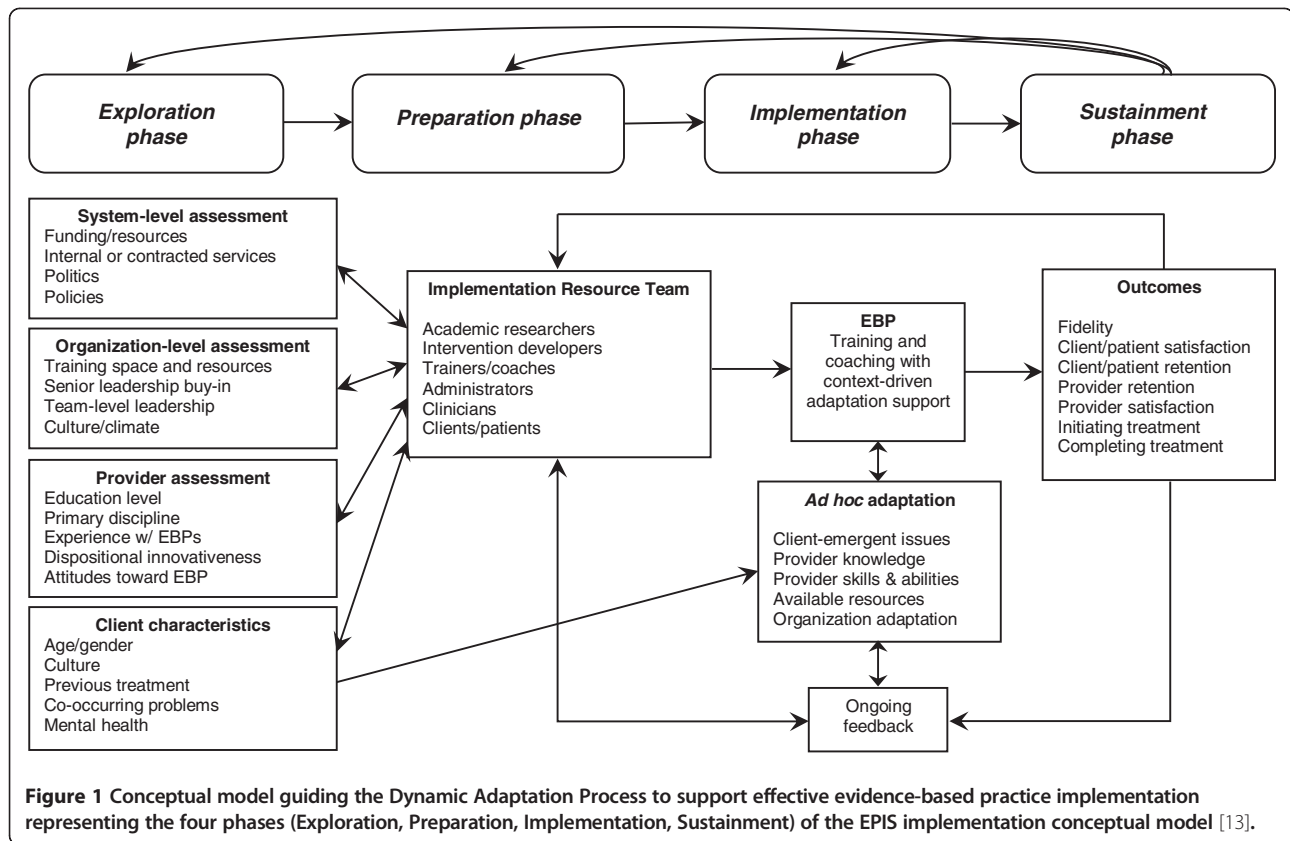 Exploration
phase
Preparation phase
Implementation
phase
Sustainment
phase
System-level assessment
Funding/resources
Internal or contracted services
Politics
Policies
Organization-level assessment
Training space and resources
Senior leadership buy-in
Team-level leadership
Culture/climate
Provider assessment
Education level
Primary discipline
Experience w/ EBPs
Dispositional innovativeness
Attitudes toward EBP
Client characteristics
Age/gender
Culture
Previous treatment
Co-occurring problems
Mental health
Implementation Resource Team
Academic researchers
Intervention developers
Trainers/coaches
Administrators
Clinicians
Clients/patients
EBP
Training and
coaching with
context-driven
adaptation support
Ad hoc adaptation
Client-emergent issues
Provider knowledge
Provider skills & abilities
Available resources
Organization adaptation
Ongoing
feedback
Outcomes
Fidelity
Client/patient satisfaction
Client/patient retention
Provider retention
Provider satisfaction
Initiating treatment
Completing treatment
Figure 1 Conceptual model guiding the Dynamic Adaptation Process to support effective evidence-based practice implementation
representing the four phases (Exploration, Preparation, Implementation, Sustainment) of the EPIS implementation conceptual model [13].